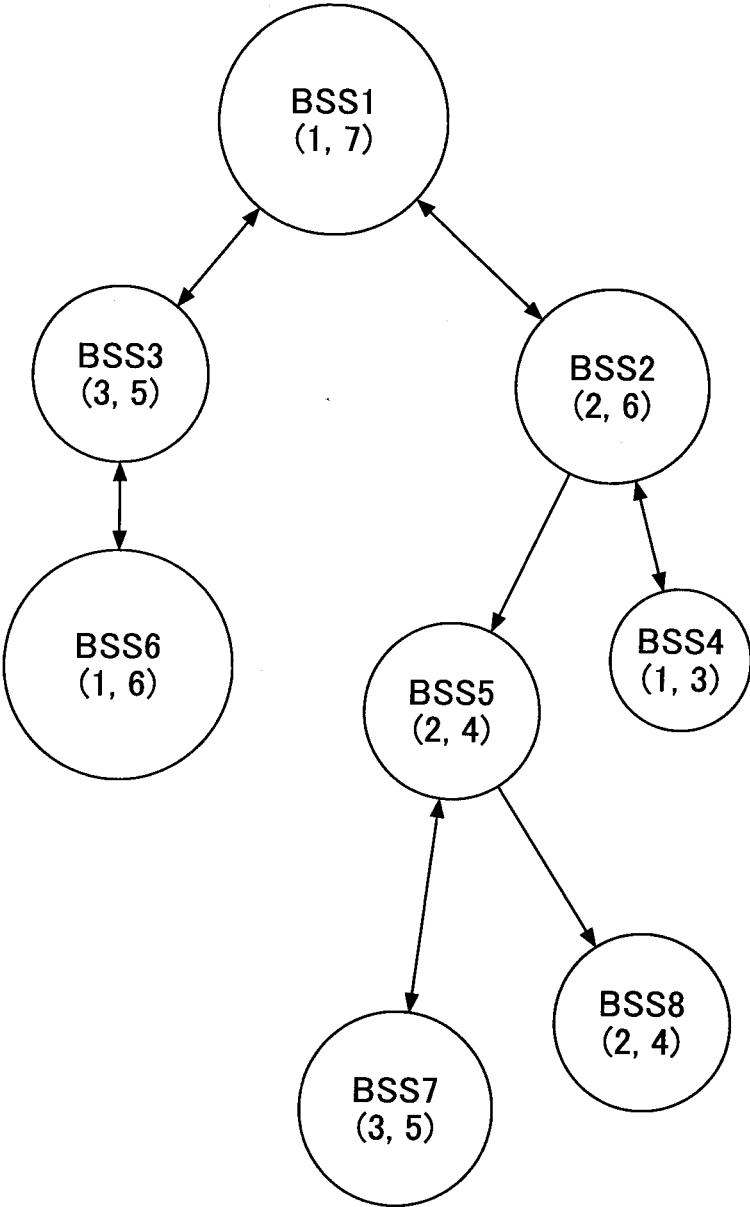 BSS1
(1, 7)
BSS3
(3, 5)
BSS2
(2, 6)
BSS6
(1, 6)
BSS4
(1, 3)
BSS5
(2, 4)
BSS8
(2, 4)
BSS7
(3, 5)